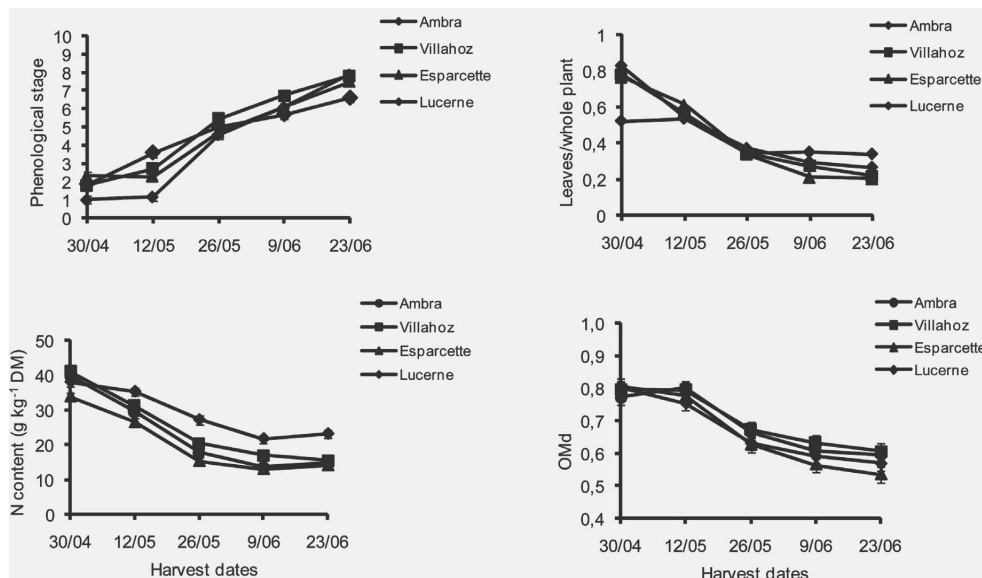 Ambra
Villahoz
Esparcette
Lucerne
Phenological stage
10
9
8
7
6
5
4
3
2
1
0
30/04 12/05 26/05 9/06 23/06
Ambra
Villahoz
Esparcette
Lucerne
Leaves/whole plant
1
0,8
0,6
0,4
0,2
0
30/04 12/05 26/05 9/06 23/06
Ambra
Villahoz
Esparcette
Lucerne
N content (g kg⁻¹ DM)
50
40
30
20
10
0
30/04 12/05 26/05 9/06 23/06
Harvest dates
Ambra
Villahoz
Esparcette
Lucerne
OMd
1,0
0,9
0,8
0,7
0,6
0,5
0,4
30/04 12/05 26/05 9/06 23/06
Harvest dates